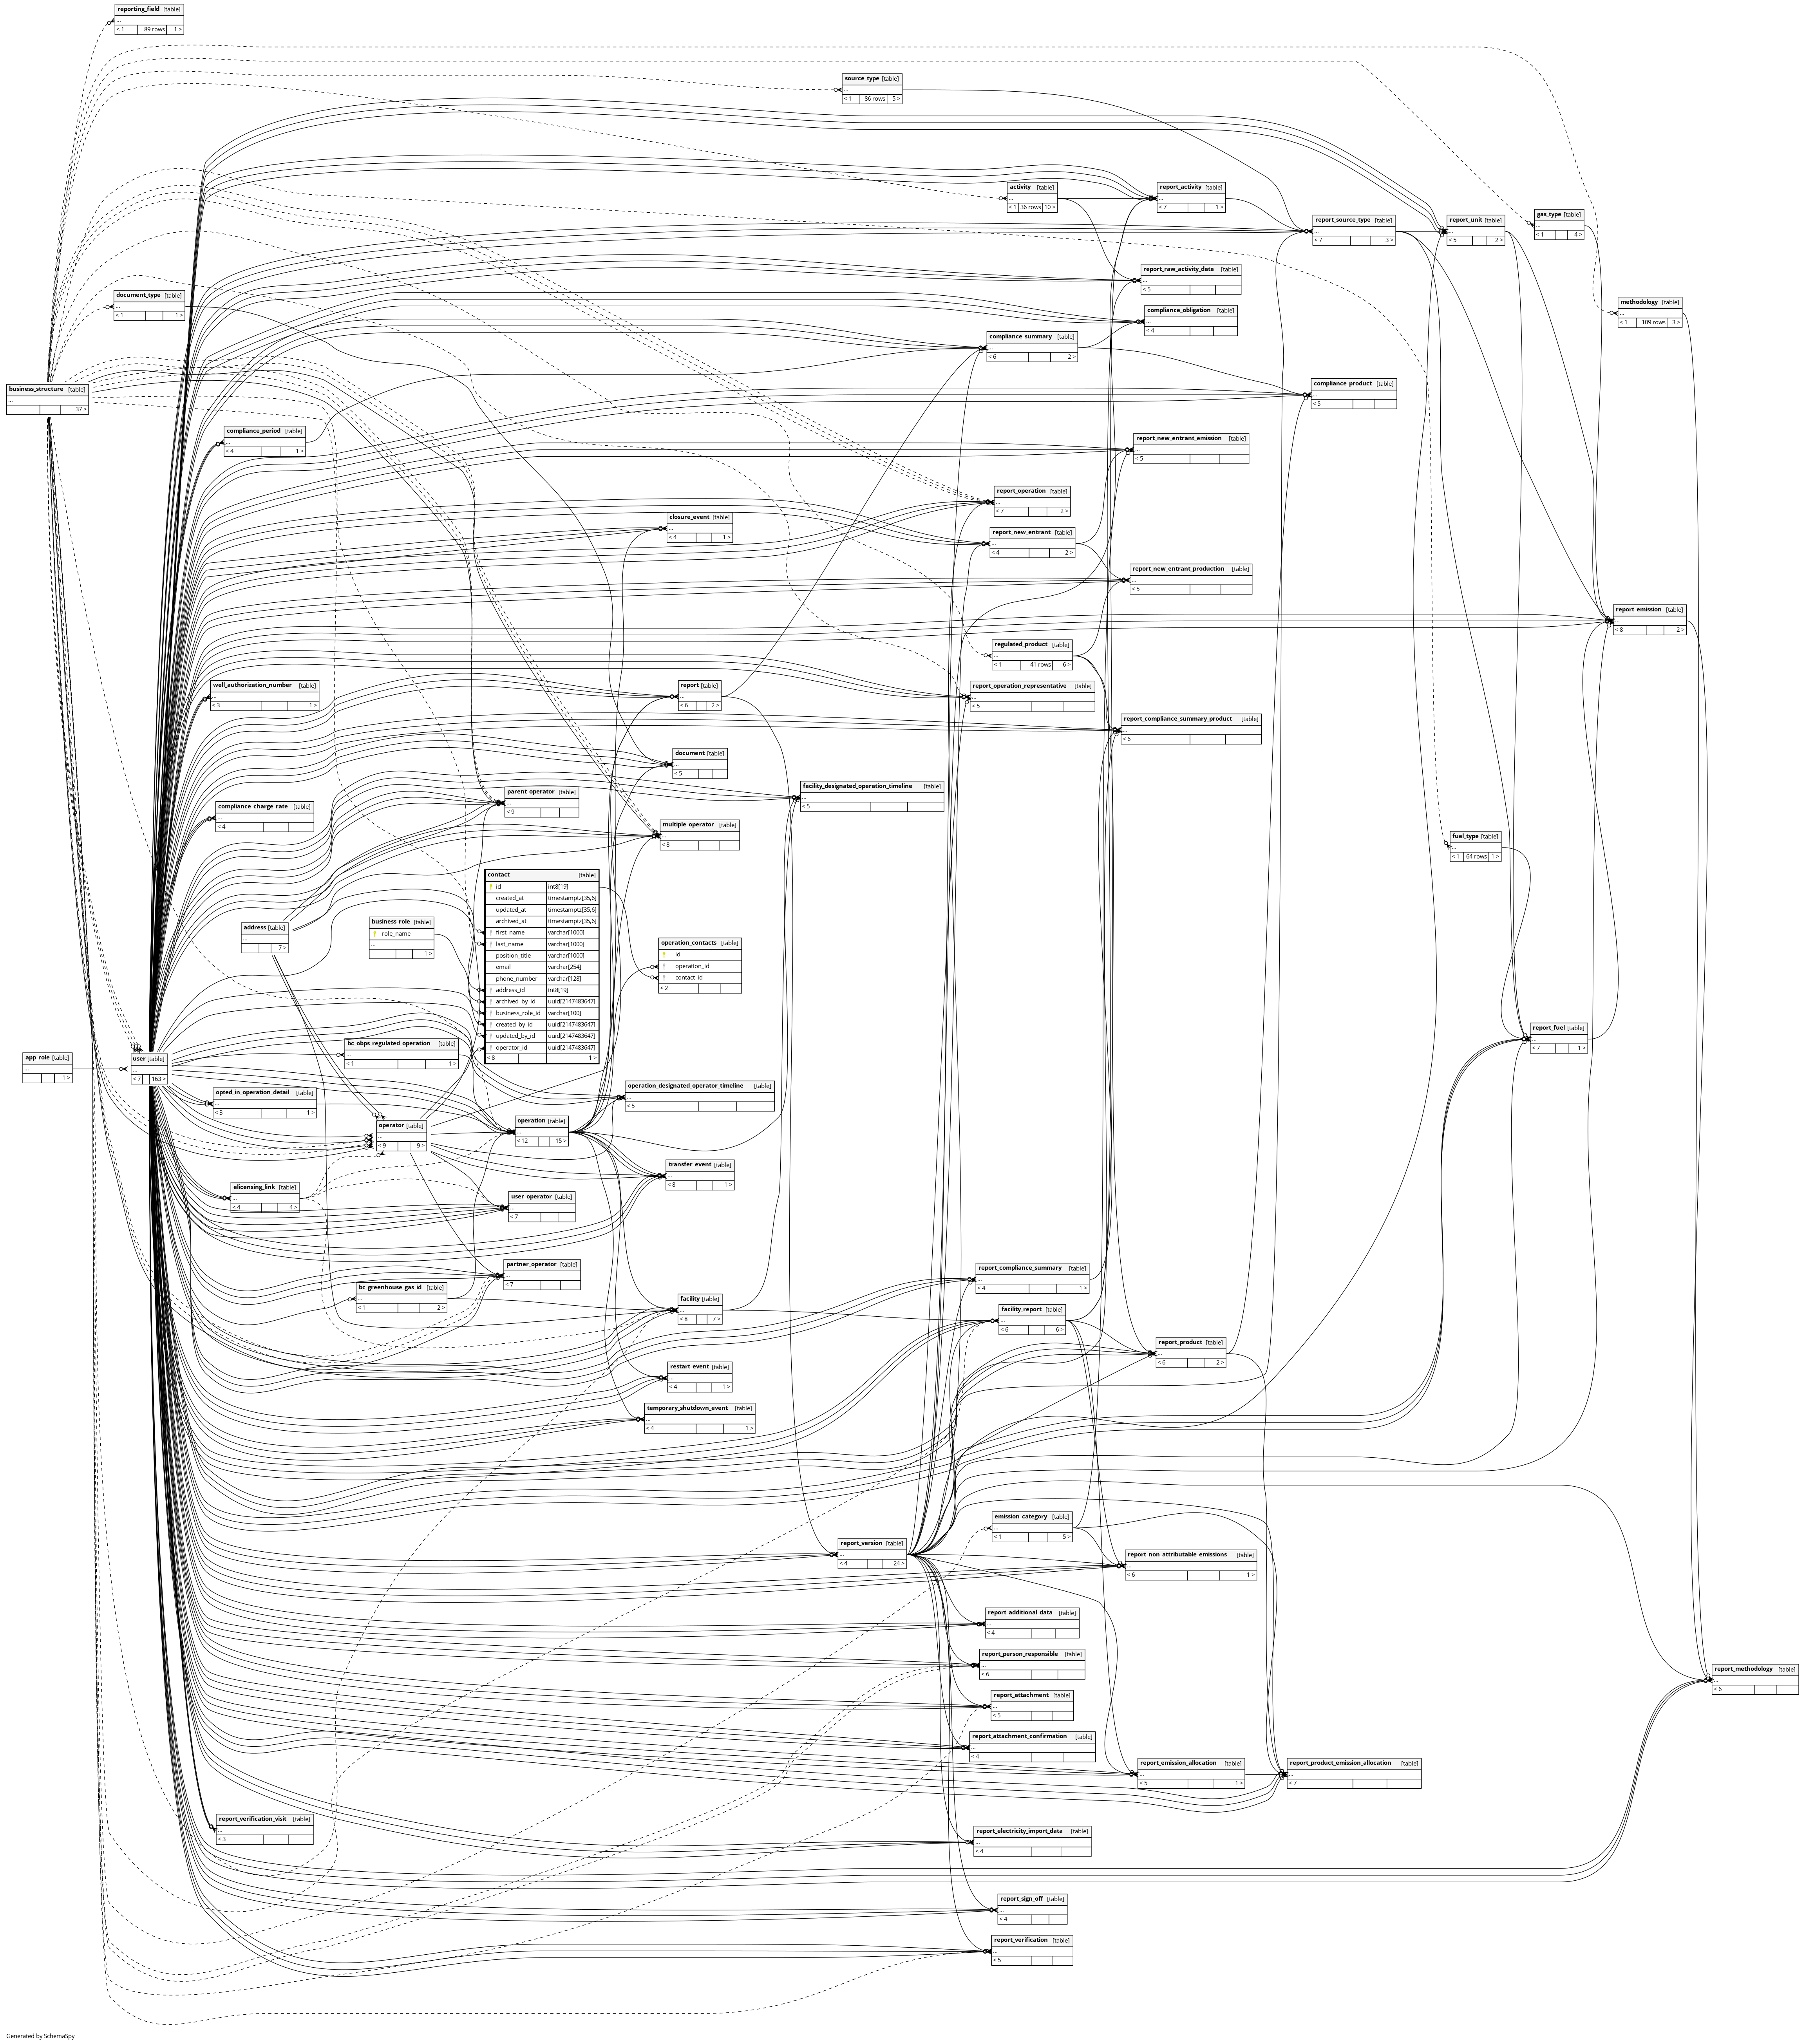 reporting_field [table]
...
< 1 89 rows 1 >
source_type [table]
...
< 1 86 rows 5 >
activity [table]
...
< 1 36 rows 10 >
report_activity [table]
...
< 7 1 >
report_source_type [table]
...
< 7 3 >
report_unit [table]
...
< 5 2 >
gas_type [table]
...
< 1 4 >
report_raw_activity_data [table]
...
< 5
document_type [table]
...
< 1 1 >
methodology [table]
...
< 1 109 rows 3 >
compliance_obligation [table]
...
< 4
compliance_summary [table]
...
< 6 2 >
business_structure [table]
...
37 >
compliance_product [table]
...
< 5
compliance_period [table]
...
< 4 1 >
report_new_entrant_emission [table]
...
< 5
report_operation [table]
...
< 7 2 >
closure_event [table]
...
< 4 1 >
report_new_entrant [table]
...
< 4 2 >
report_new_entrant_production [table]
...
< 5
report_emission [table]
...
< 8 2 >
regulated_product [table]
...
< 1 41 rows 6 >
well_authorization_number [table]
...
< 3 1 >
report [table]
...
< 6 2 >
report_operation_representative [table]
...
< 5
report_compliance_summary_product [table]
...
< 6
document [table]
...
< 5
facility_designated_operation_timeline [table]
...
< 5
parent_operator [table]
...
< 9
compliance_charge_rate [table]
...
< 4
multiple_operator [table]
...
< 8
fuel_type [table]
...
< 1 64 rows 1 >
contact [table]
id int8[19]
created_at timestamptz[35,6]
updated_at timestamptz[35,6]
archived_at timestamptz[35,6]
first_name varchar[1000]
last_name varchar[1000]
position_title varchar[1000]
email varchar[254]
phone_number varchar[128]
address_id int8[19]
archived_by_id uuid[2147483647]
business_role_id varchar[100]
created_by_id uuid[2147483647]
updated_by_id uuid[2147483647]
operator_id uuid[2147483647]
< 8 1 >
address [table]
...
7 >
business_role [table]
role_name
...
1 >
operation_contacts [table]
id
operation_id
contact_id
< 2
report_fuel [table]
...
< 7 1 >
bc_obps_regulated_operation [table]
...
< 1 1 >
app_role [table]
...
1 >
user [table]
...
< 7 163 >
operation_designated_operator_timeline [table]
...
< 5
opted_in_operation_detail [table]
...
< 3 1 >
operator [table]
...
< 9 9 >
operation [table]
...
< 12 15 >
transfer_event [table]
...
< 8 1 >
elicensing_link [table]
...
< 4 4 >
user_operator [table]
...
< 7
partner_operator [table]
...
< 7
bc_greenhouse_gas_id [table]
...
< 1 2 >
report_compliance_summary [table]
...
< 4 1 >
facility [table]
...
< 8 7 >
facility_report [table]
...
< 6 6 >
report_product [table]
...
< 6 2 >
restart_event [table]
...
< 4 1 >
temporary_shutdown_event [table]
...
< 4 1 >
emission_category [table]
...
< 1 5 >
report_version [table]
...
< 4 24 >
report_non_attributable_emissions [table]
...
< 6 1 >
report_additional_data [table]
...
< 4
report_person_responsible [table]
...
< 6
report_methodology [table]
...
< 6
report_attachment [table]
...
< 5
report_attachment_confirmation [table]
...
< 4
report_emission_allocation [table]
...
< 5 1 >
report_product_emission_allocation [table]
...
< 7
report_verification_visit [table]
...
< 3
report_electricity_import_data [table]
...
< 4
report_sign_off [table]
...
< 4
report_verification [table]
...
< 5
Generated by SchemaSpy